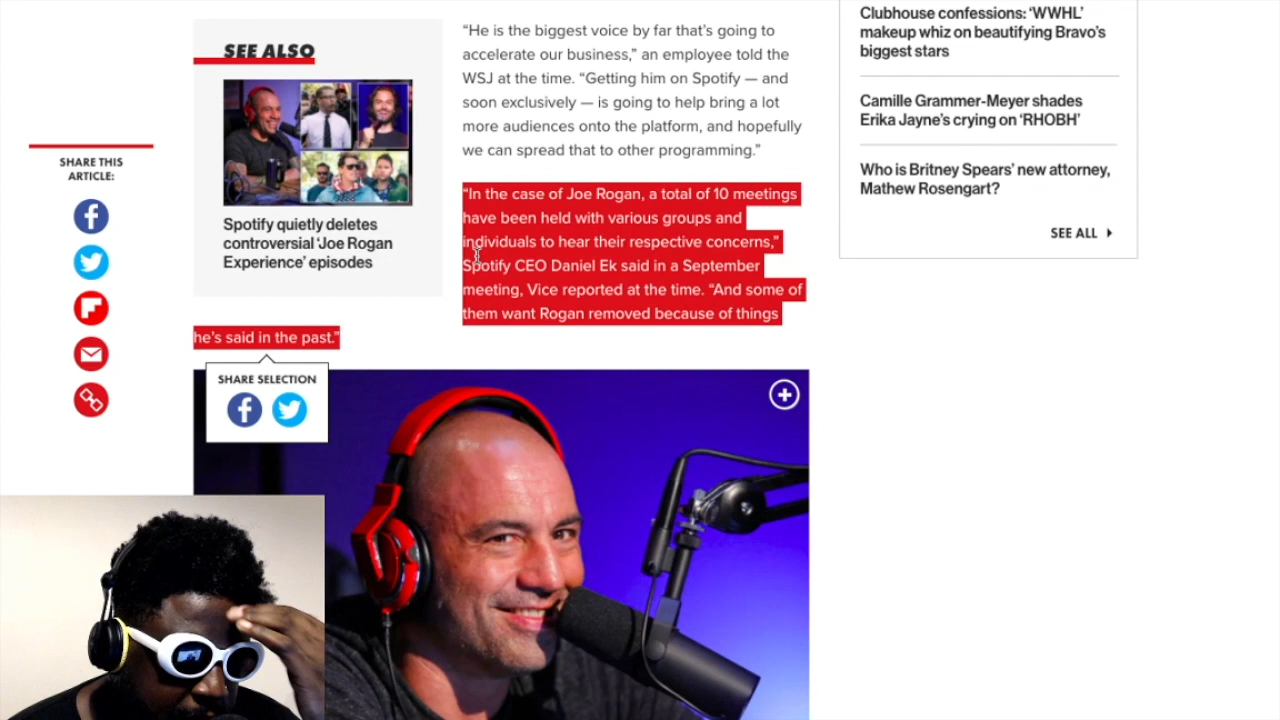 SHARE THIS
ARTICLE:
SEE ALSO
Spotify quietly deletes
controversial ‘Joe Rogan
Experience’ episodes
“He is the biggest voice by far that’s going to
accelerate our business,” an employee told the
WSJ at the time. “Getting him on Spotify — and
soon exclusively — is going to help bring a lot
more audiences onto the platform, and hopefully
we can spread that to other programming.”
“In the case of Joe Rogan, a total of 10 meetings
have been held with various groups and
individuals to hear their respective concerns,”
Spotify CEO Daniel Ek said in a September
meeting, Vice reported at the time. “And some of
them want Rogan removed because of things
he’s said in the past.”
SHARE SELECTION
Clubhouse confessions: ‘WWHL’
makeup whiz on beautifying Bravo’s
biggest stars
Camille Grammer-Meyer shades
Erika Jayne’s crying on ‘RHOBH’
Who is Britney Spears’ new attorney,
Mathew Rosengart?
SEE ALL